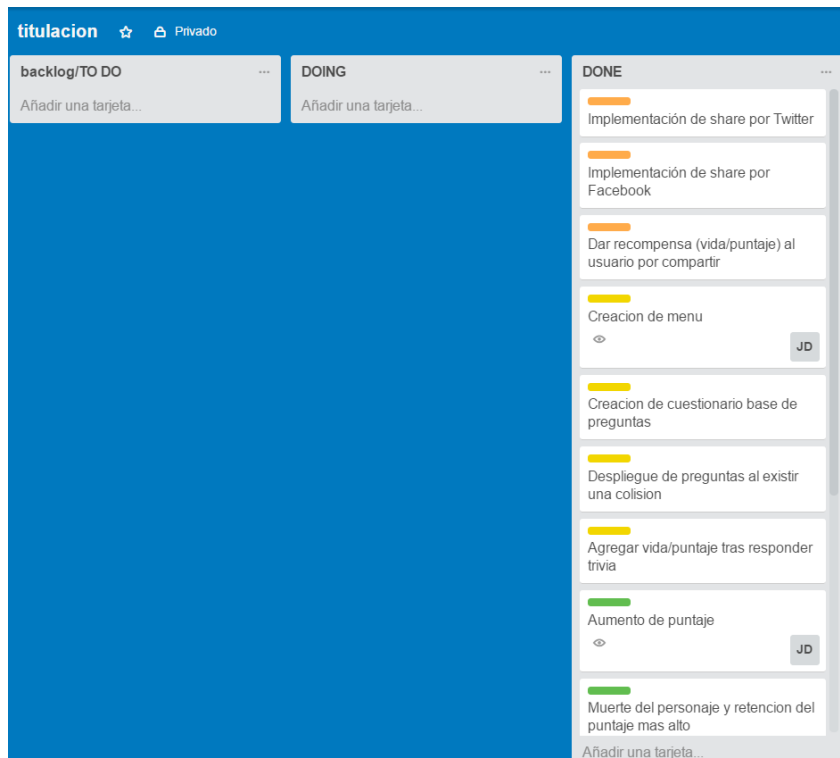 titulacion Privado
backlog/TO DO
Añadir una tarjeta...
DOING
Añadir una tarjeta...
DONE
Implementación de share por Twitter
Implementación de share por
Facebook
Dar recompensa (vida/puntaje) al
usuario por compartir
Creacion de menu
JD
Creacion de cuestionario base de
preguntas
Despliegue de preguntas al existir
una colision
Agregar vida/puntaje tras responder
trivia
Aumento de puntaje
JD
Muerte del personaje y retencion del
puntaje mas alto
Añadir una tarjeta...